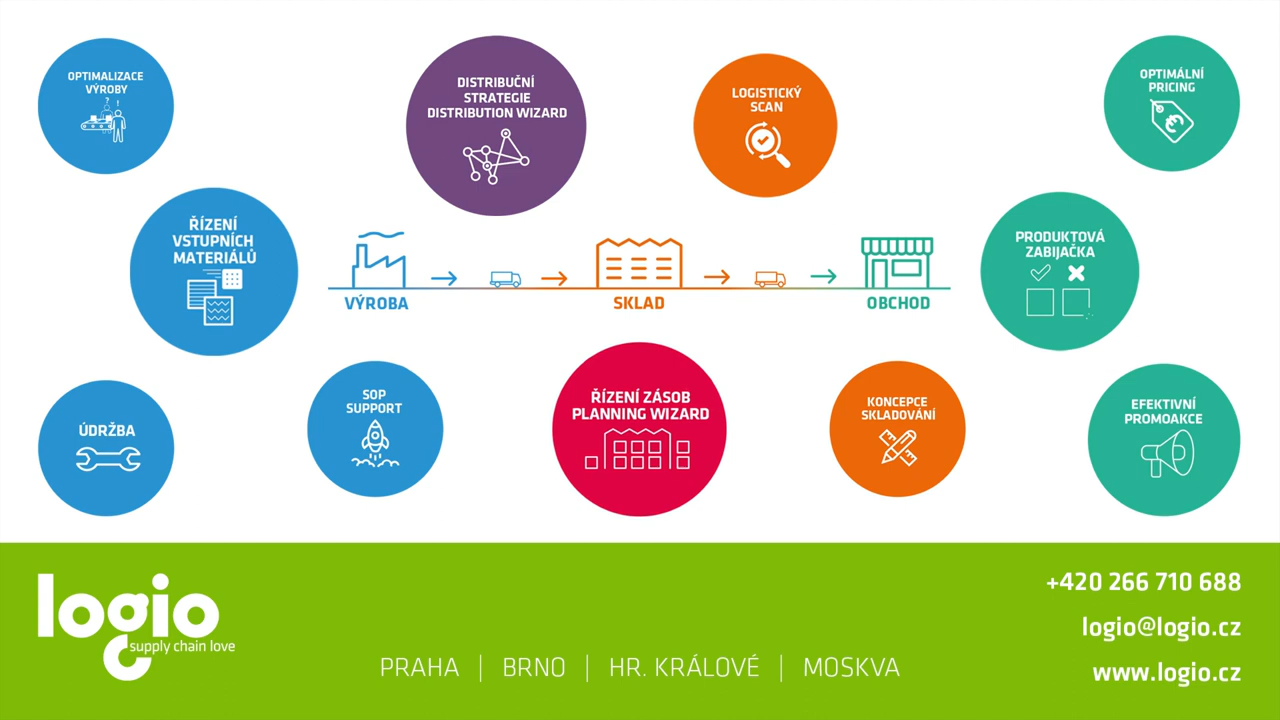 OPTIMALIZACE
VÝROBY
DISTRIBUČNÍ
STRATEGIE
DISTRIBUTION WIZARD
LOGISTICKÝ
SCAN
OPTIMÁLNÍ
PRICING
ŘÍZENÍ
VSTUPNÍCH
MATERIÁLŮ
PRODUKTOVÁ
ZABIJAČKA
VÝROBA
SKLAD
OBCHOD
ÚDRŽBA
SOP
SUPPORT
ŘÍZENÍ ZÁSOB
PLANNING WIZARD
KONCEPCE
SKLADOVÁNÍ
EFEKTIVNÍ
PROMOAKCE
logio
supply chain love
PRAHA | BRNO | HR. KRÁLOVÉ | MOSKVA
+420 266 710 688
logio@logio.cz
www.logio.cz